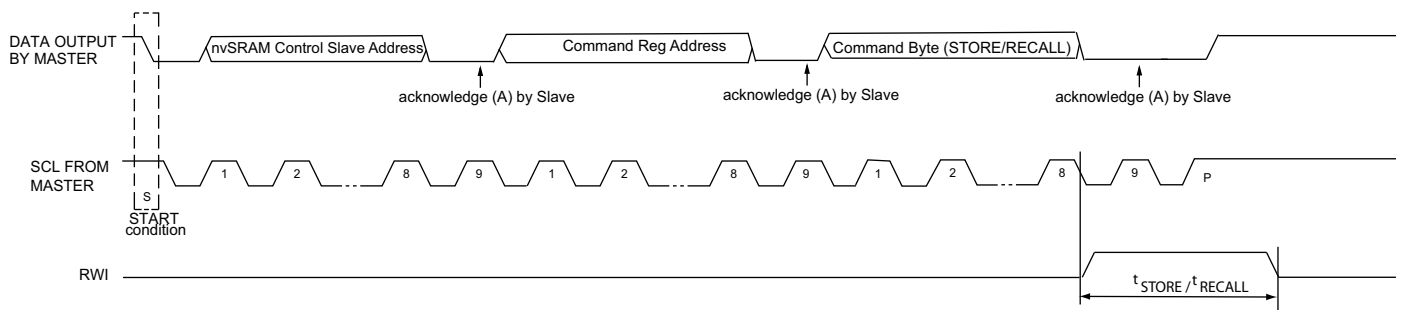 DATA OUTPUT
BY MASTER
nvSRAM Control Slave Address
Command Reg Address
Command Byte (STORE/RECALL)
acknowledge (A) by Slave
acknowledge (A) by Slave
acknowledge (A) by Slave
SCL FROM
MASTER
S
1
2
8
9
1
2
8
9
1
2
8
9
P
START
condition
RWI
t STORE / t RECALL